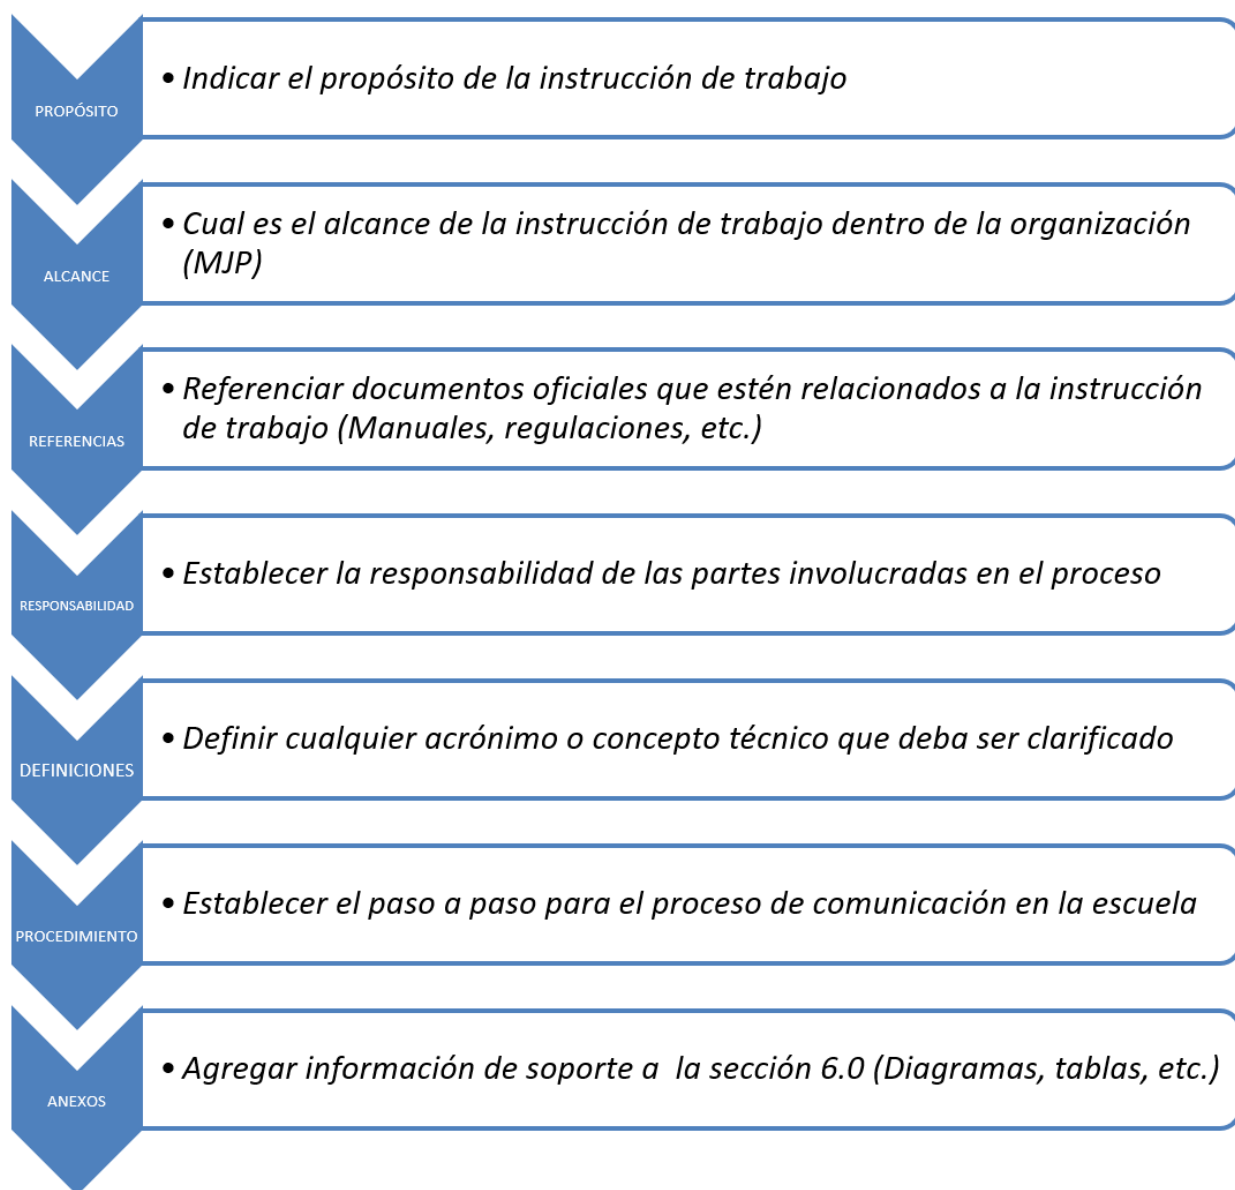 PROPÓSITO
• Indicar el propósito de la instrucción de trabajo
ALCANCE
• Cual es el alcance de la instrucción de trabajo dentro de la organización
(MJP)
REFERENCIAS
• Referenciar documentos oficiales que estén relacionados a la instrucción
de trabajo (Manuales, regulaciones, etc.)
RESPONSABILIDAD
• Establecer la responsabilidad de las partes involucradas en el proceso
DEFINICIONES
• Definir cualquier acrónimo o concepto técnico que deba ser clarificado
PROCEDIMIENTO
• Establecer el paso a paso para el proceso de comunicación en la escuela
ANEXOS
• Agregar información de soporte a  la sección 6.0 (Diagramas, tablas, etc.)